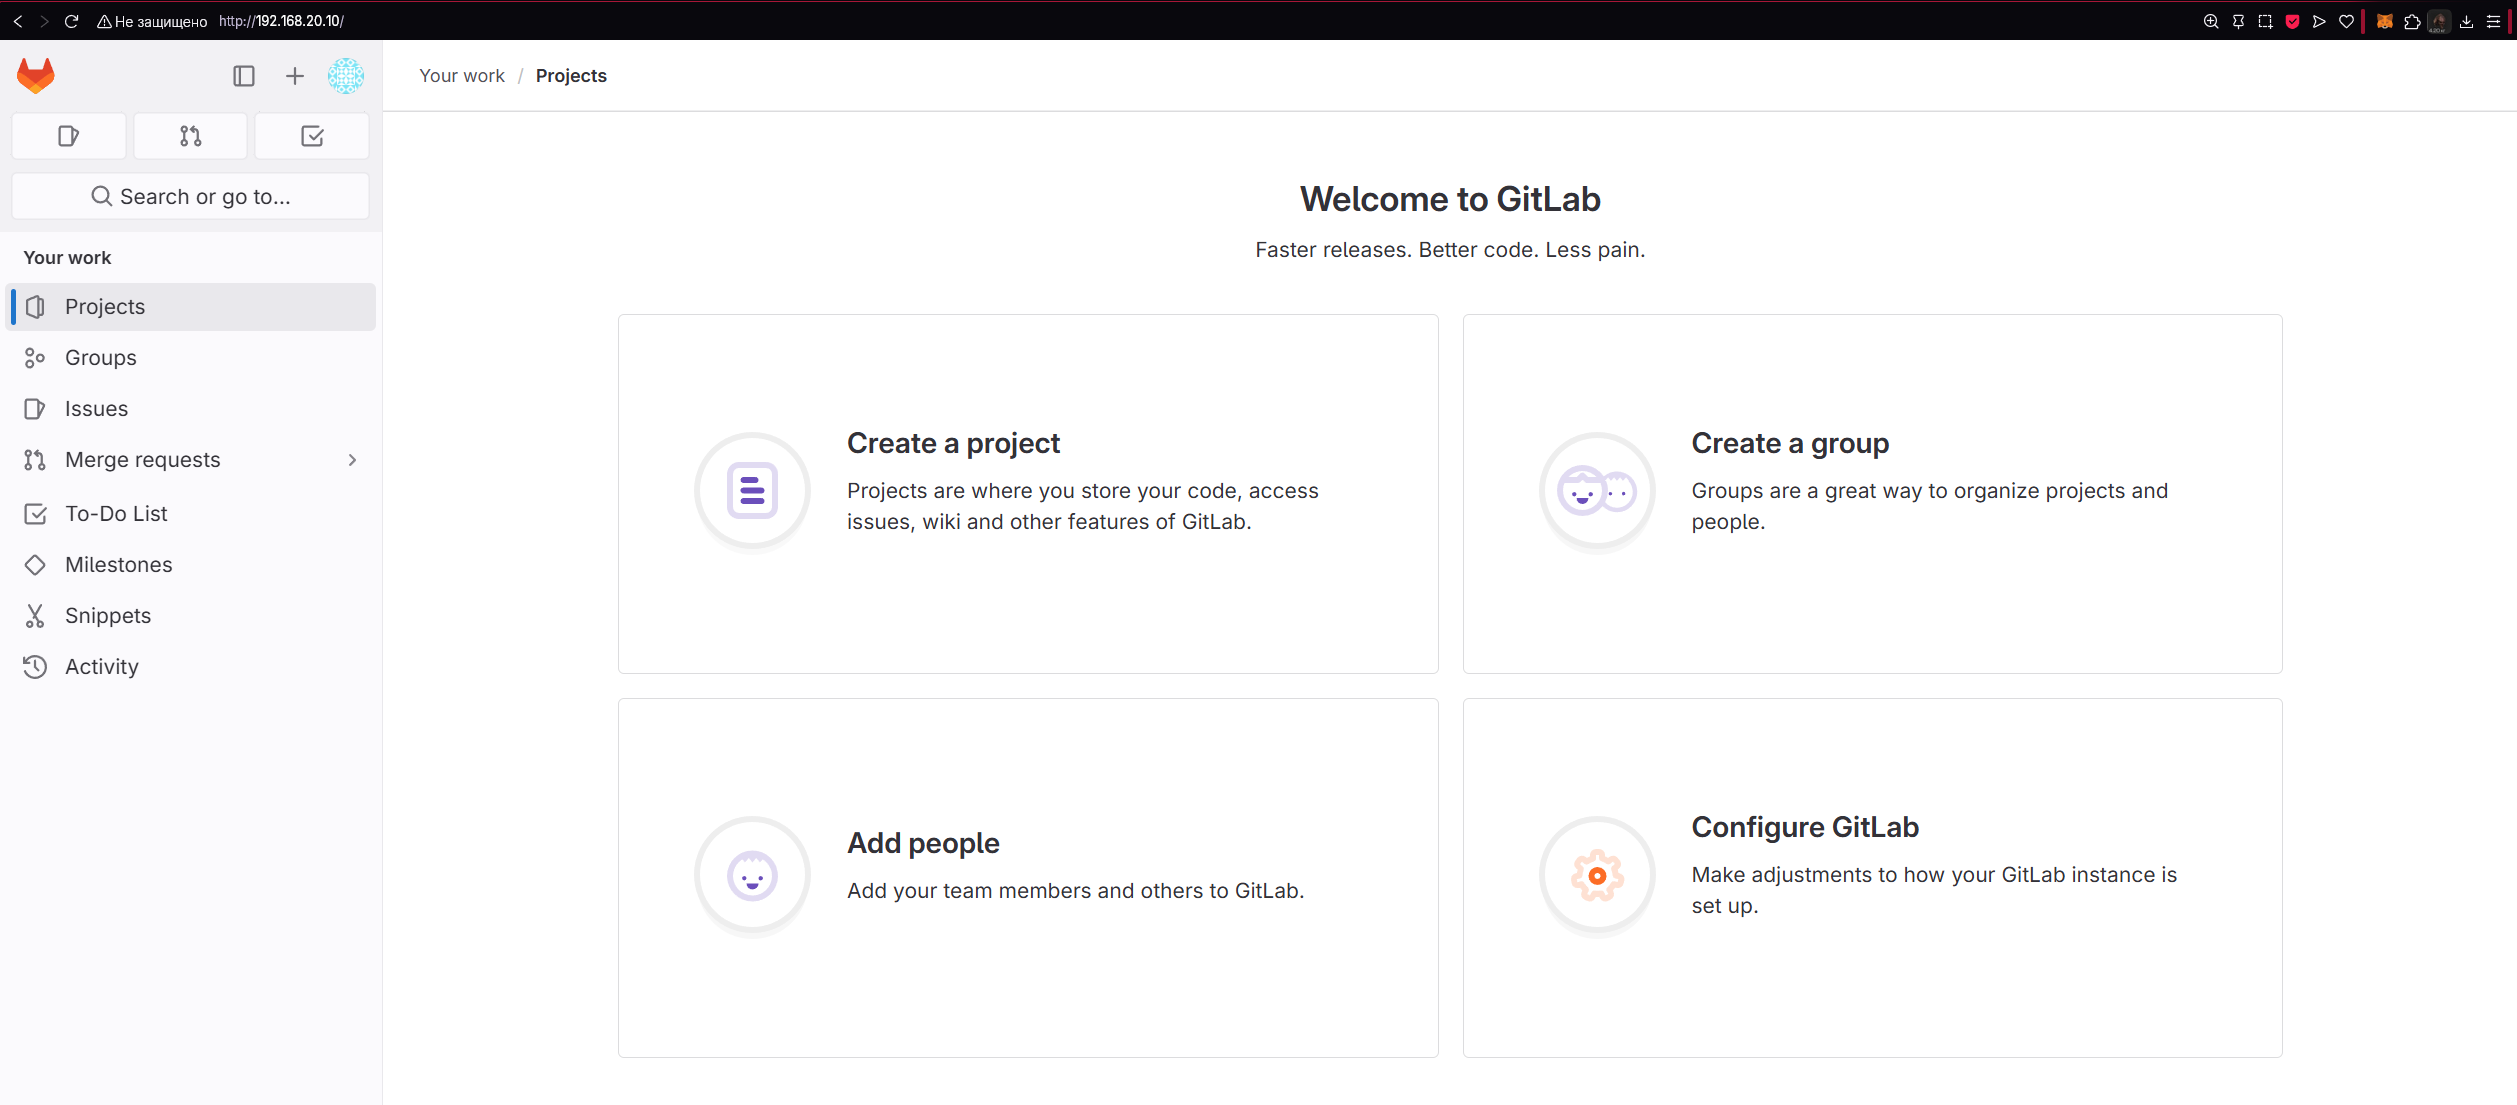 Не защищено http://192.168.20.10/
Your work / Projects
Search or go to...
Your work
Projects
Groups
Issues
Merge requests
To-Do List
Milestones
Snippets
Activity
Welcome to GitLab
Faster releases. Better code. Less pain.
Create a project
Projects are where you store your code, access
issues, wiki and other features of GitLab.
Create a group
Groups are a great way to organize projects and
people.
Add people
Add your team members and others to GitLab.
Configure GitLab
Make adjustments to how your GitLab instance is
set up.